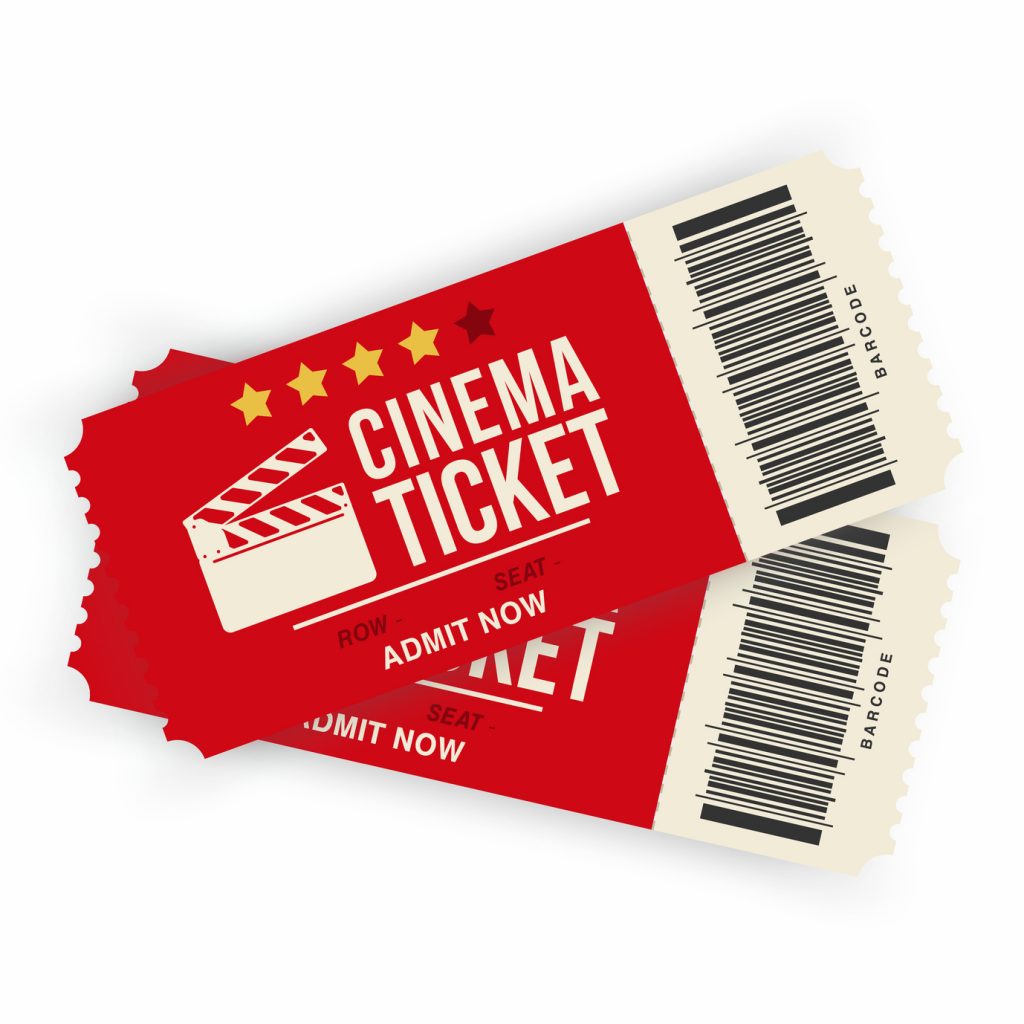 CINEMA
TICKET
ROW - SEAT -
ADMIT NOW
BARCODE
KET
SEAT -
ADMIT NOW
BARCODE